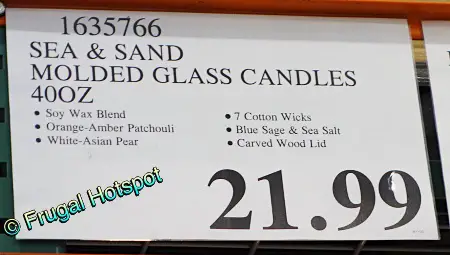 1635766
SEA & SAND
MOLDED GLASS CANDLES
40OZ
• Soy Wax Blend
• Orange-Amber Patchouli
• White-Asian Pear
• 7 Cotton Wicks
• Blue Sage & Sea Salt
• Carved Wood Lid
21.99
© Frugal Hotspot